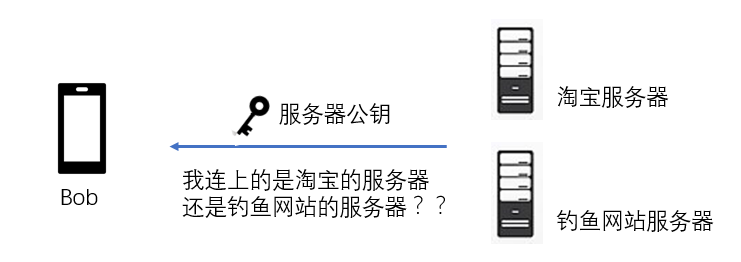 淘宝服务器
服务器公钥
我连上的是淘宝的服务器
还是钓鱼网站的服务器？？
Bob
钓鱼网站服务器